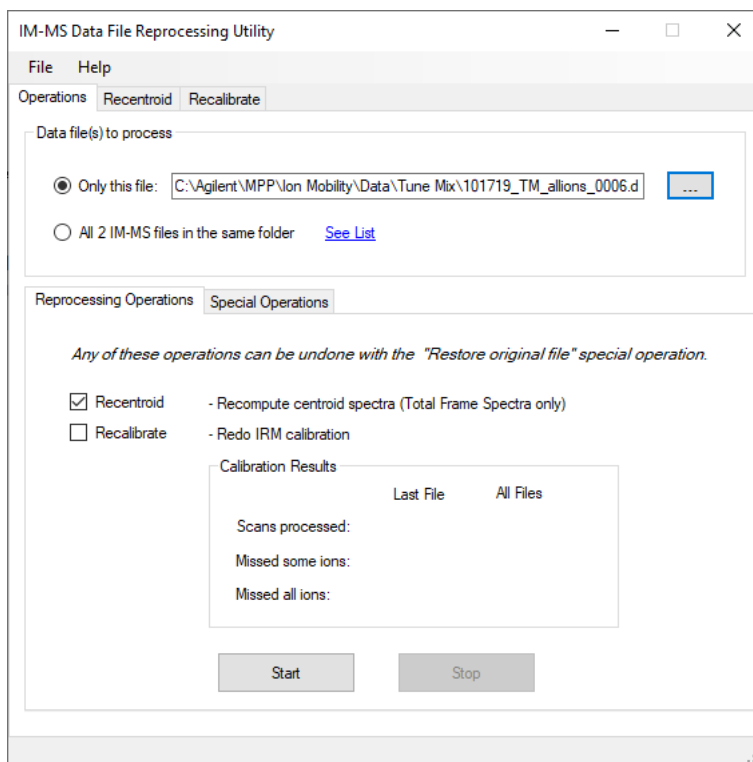 IM-MS Data File Reprocessing Utility
File Help
Operations Recentroid Recalibrate
Data file(s) to process
Only this file: C:\Agilent\MPP\Ion Mobility\Data\Tune Mix\101719_TM_allions_0006.d ...
All 2 IM-MS files in the same folder See List
Reprocessing Operations Special Operations
Any of these operations can be undone with the "Restore original file" special operation.
Recentroid - Recompute centroid spectra (Total Frame Spectra only)
Recalibrate - Redo IRM calibration
Calibration Results
Last File All Files
Scans processed:
Missed some ions:
Missed all ions:
Start Stop